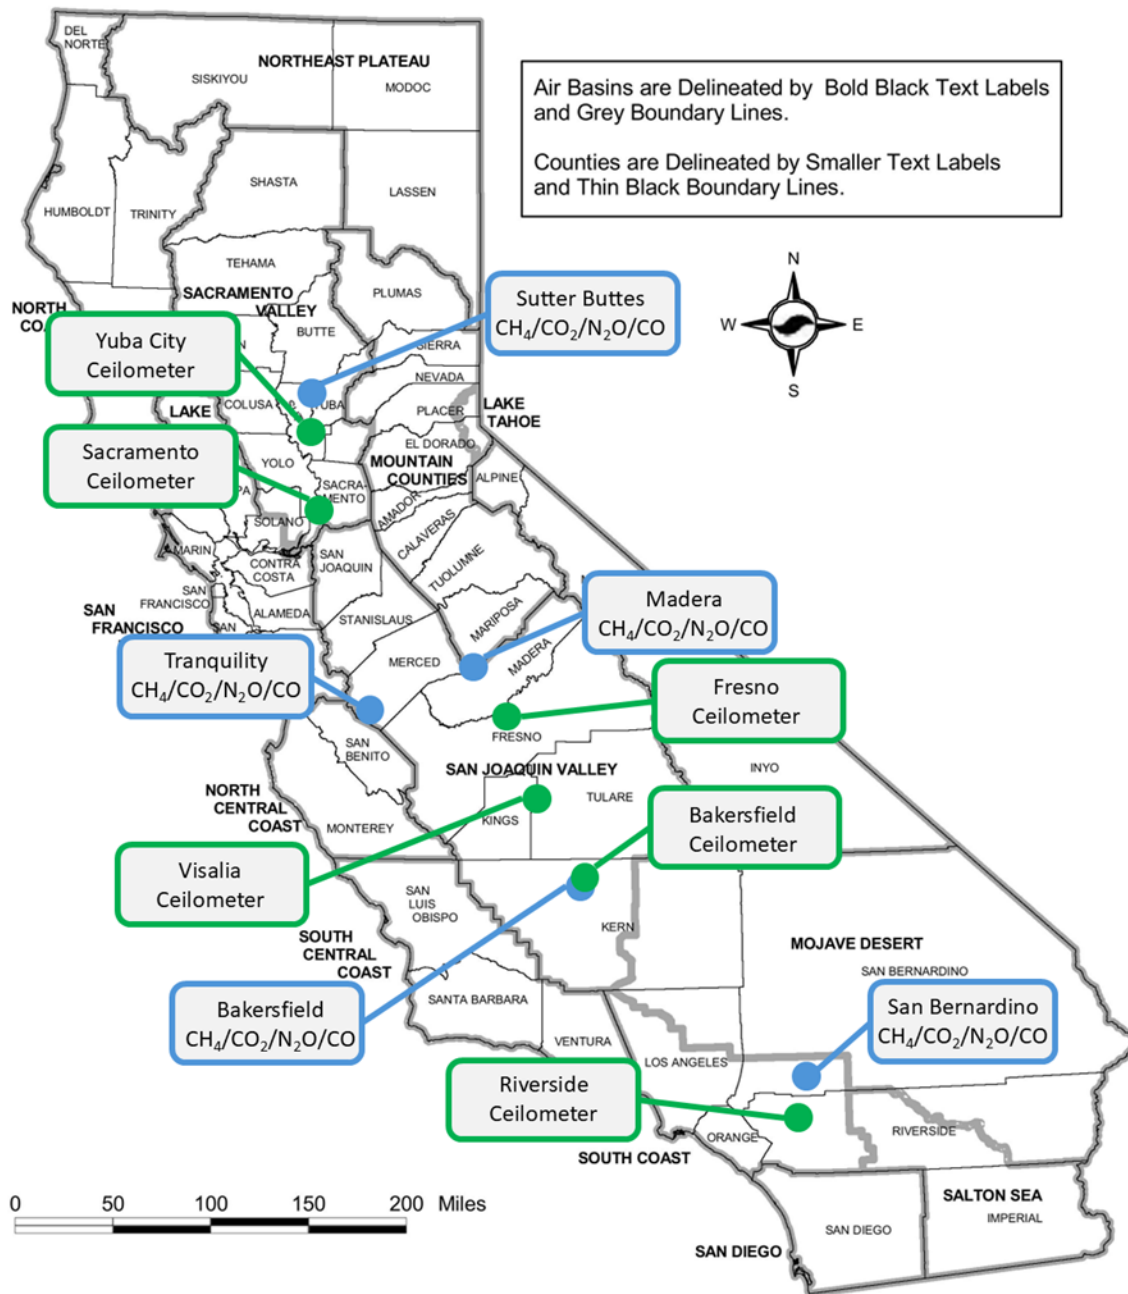 DEL
NORTE
SISKIYOU
NORTHEAST PLATEAU
MODOC
Air Basins are Delineated by Bold Black Text Labels
and Grey Boundary Lines.
Counties are Delineated by Smaller Text Labels
and Thin Black Boundary Lines.
SHASTA
LASSEN
HUMBOLDT
TRINITY
TEHAMA
N
W
E
S
SACRAMENTO
VALLEY
PLUMAS
NORTH
Sutter Buttes
CH₄/CO₂/N₂O/CO
BUTTE
SIERRA
Yuba City
Ceilometer
NEVADA
COLUSA
YUBA
PLACER
LAKE
LAKE
TAHOE
EL DORADO
Sacramento
Ceilometer
YOLO
MOUNTAIN
COUNTIES
ALPINE
SACRA-
MENTO
AMADOR
SOLANO
CALAVERAS
MARIN
CONTRA
COSTA
SAN
JOAQUIN
TUOLUMNE
SAN
FRANCISCO
ALAMEDA
STANISLAUS
MARIPOSA
Madera
CH₄/CO₂/N₂O/CO
SAN
FRANCISCO
SAN
Tranquility
CH₄/CO₂/N₂O/CO
MERCED
MADERA
Fresno
Ceilometer
FRESNO
SAN
BENITO
SAN JOAQUIN VALLEY
INYO
NORTH
CENTRAL
COAST
TULARE
KINGS
MONTEREY
Bakersfield
Ceilometer
Visalia
Ceilometer
SAN
LUIS
OBISPO
KERN
SOUTH
CENTRAL
COAST
MOJAVE DESERT
SAN BERNARDINO
SANTA BARBARA
Bakersfield
CH₄/CO₂/N₂O/CO
San Bernardino
CH₄/CO₂/N₂O/CO
VENTURA
LOS ANGELES
Riverside
Ceilometer
ORANGE
RIVERSIDE
SOUTH COAST
0 50 100 150 200 Miles
SALTON SEA
IMPERIAL
SAN DIEGO
SAN DIEGO